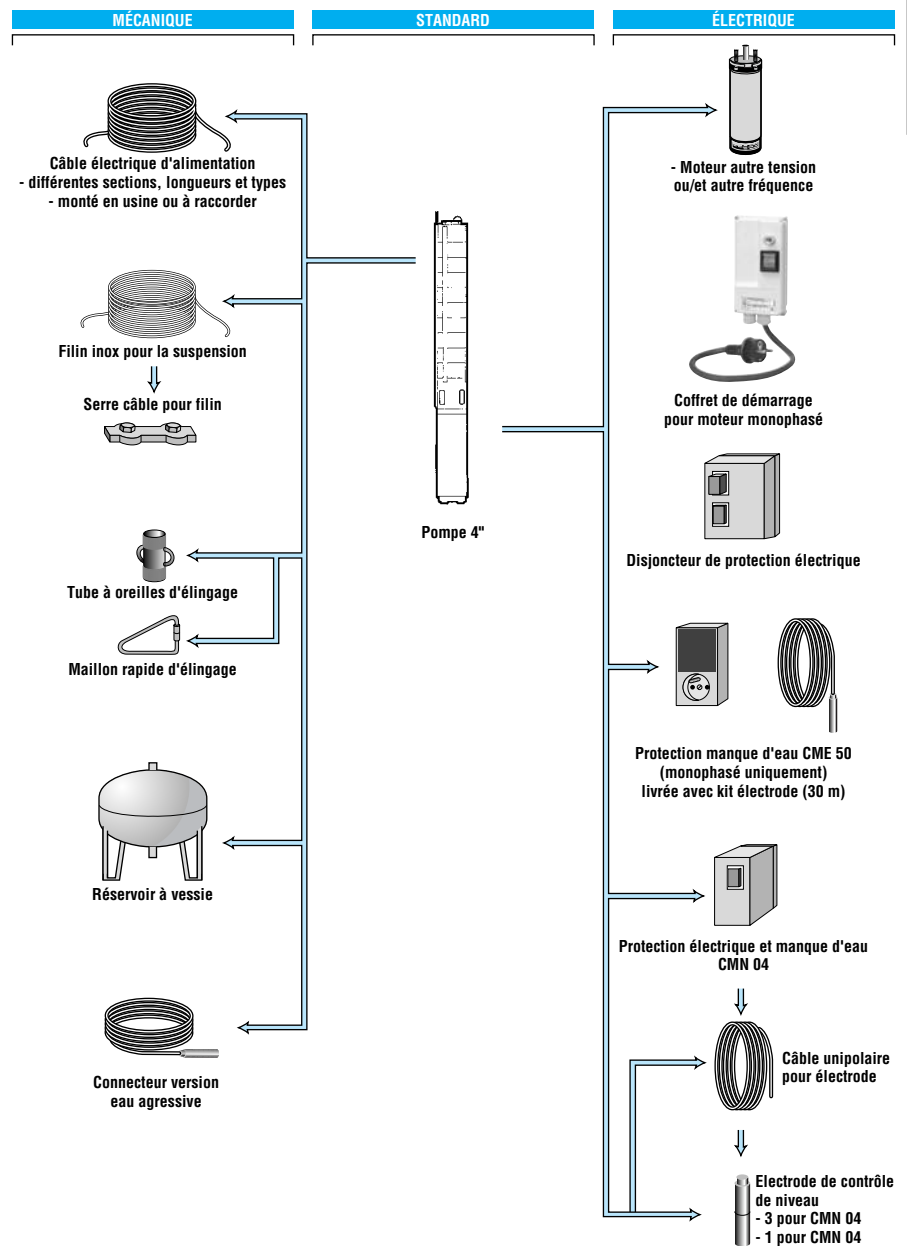 MÉCANIQUE
STANDARD
ÉLECTRIQUE
Câble électrique d'alimentation
- différentes sections, longueurs et types
- monté en usine ou à raccorder
Filin inox pour la suspension
Serre câble pour filin
Tube à oreilles d'élingage
Maillon rapide d'élingage
Réservoir à vessie
Connecteur version
eau agressive
Pompe 4"
- Moteur autre tension
ou/et autre fréquence
Coffret de démarrage
pour moteur monophasé
Disjoncteur de protection électrique
Protection manque d'eau CME 50
(monophasé uniquement)
livrée avec kit électrode (30 m)
Protection électrique et manque d'eau
CMN 04
Câble unipolaire
pour électrode
Electrode de contrôle
de niveau
- 3 pour CMN 04
- 1 pour CMN 04